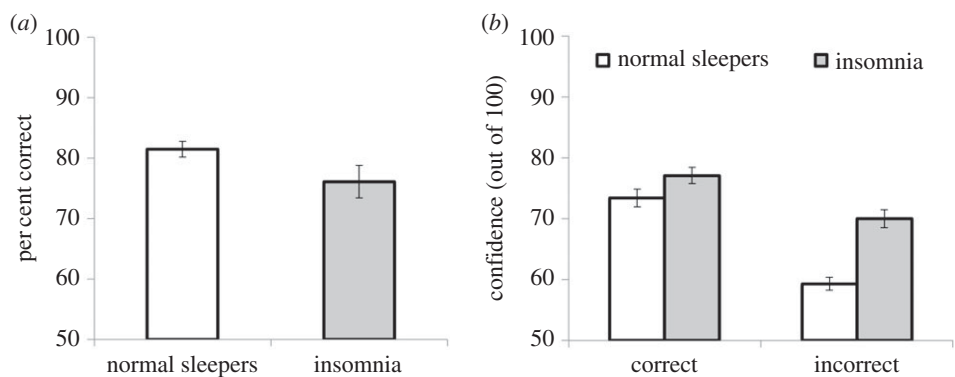 (a)
100
90
80
70
60
50
per cent correct
normal sleepers
insomnia
(b)
100
90
80
70
60
50
confidence (out of 100)
normal sleepers
insomnia
correct
incorrect